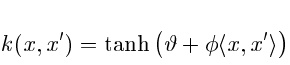 k(x, x′) = tanh (ϑ + φ⟨x, x′⟩)